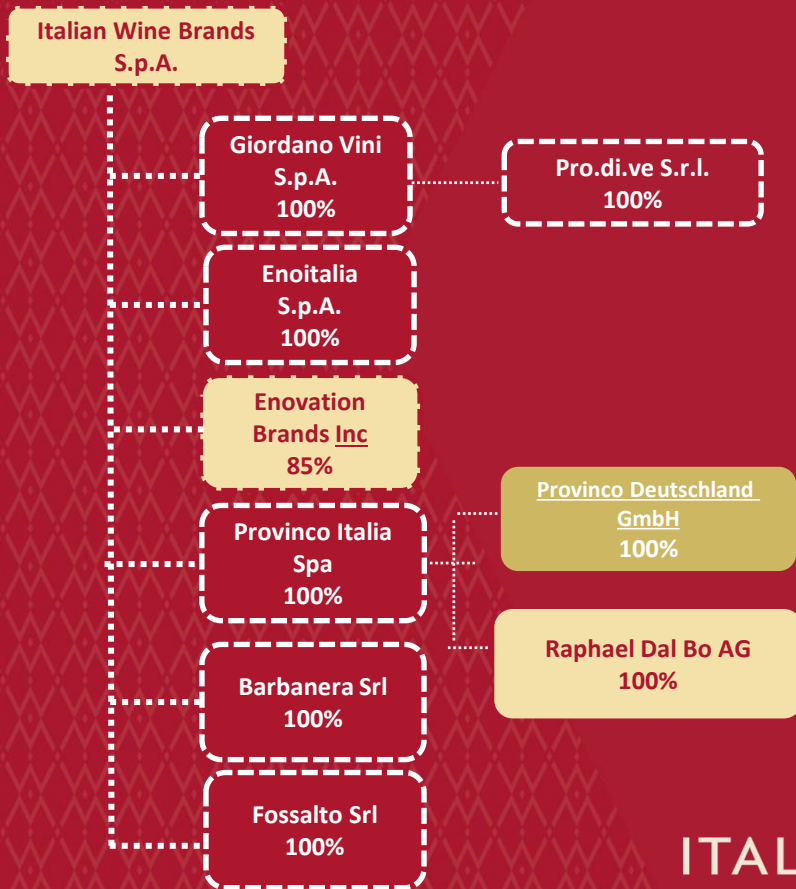 Italian Wine Brands
S.p.A.
Giordano Vini
S.p.A.
100%
Pro.di.ve S.r.l.
100%
Enoitalia
S.p.A.
100%
Enovation
Brands Inc
85%
Provinco Italia
Spa
100%
Provinco Deutschland
GmbH
100%
Raphael Dal Bo AG
100%
Barbanera Srl
100%
Fossalto Srl
100%
ITAL